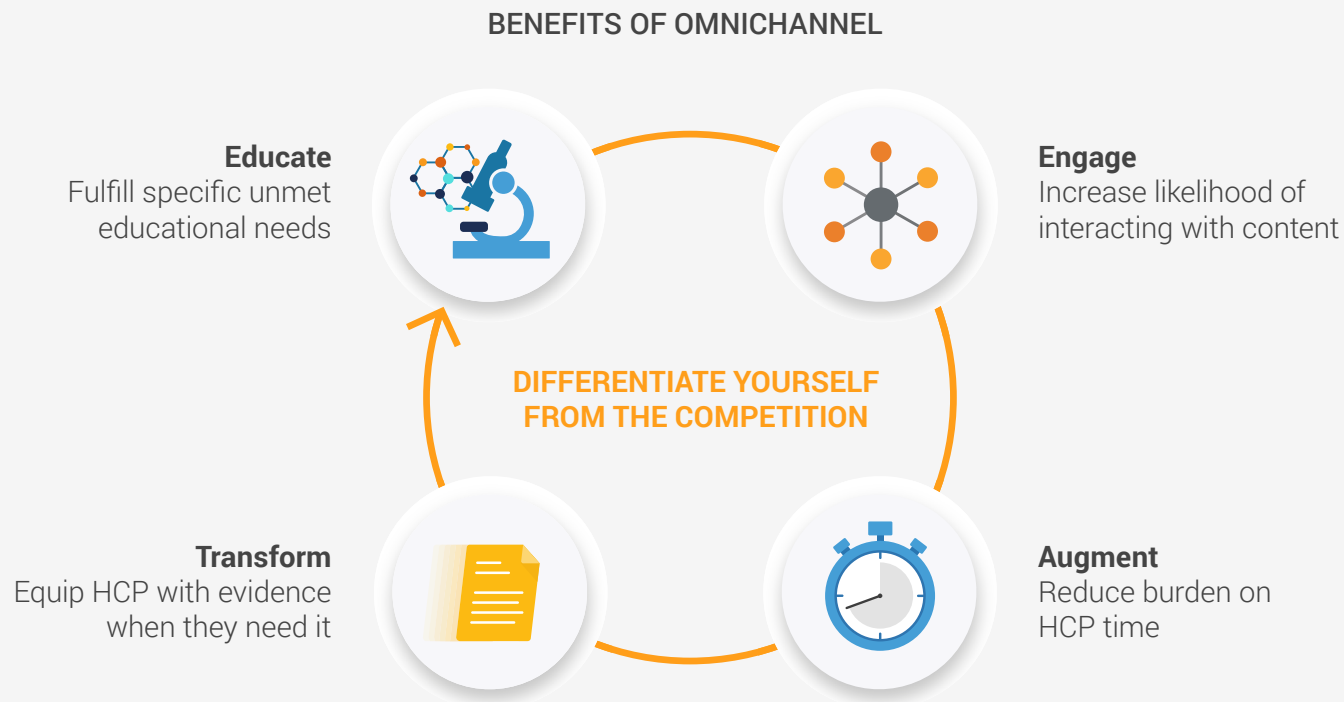 BENEFITS OF OMNICHANNEL
Educate
Fulfill specific unmet
educational needs
Engage
Increase likelihood of
interacting with content
DIFFERENTIATE YOURSELF
FROM THE COMPETITION
Transform
Equip HCP with evidence
when they need it
Augment
Reduce burden on
HCP time